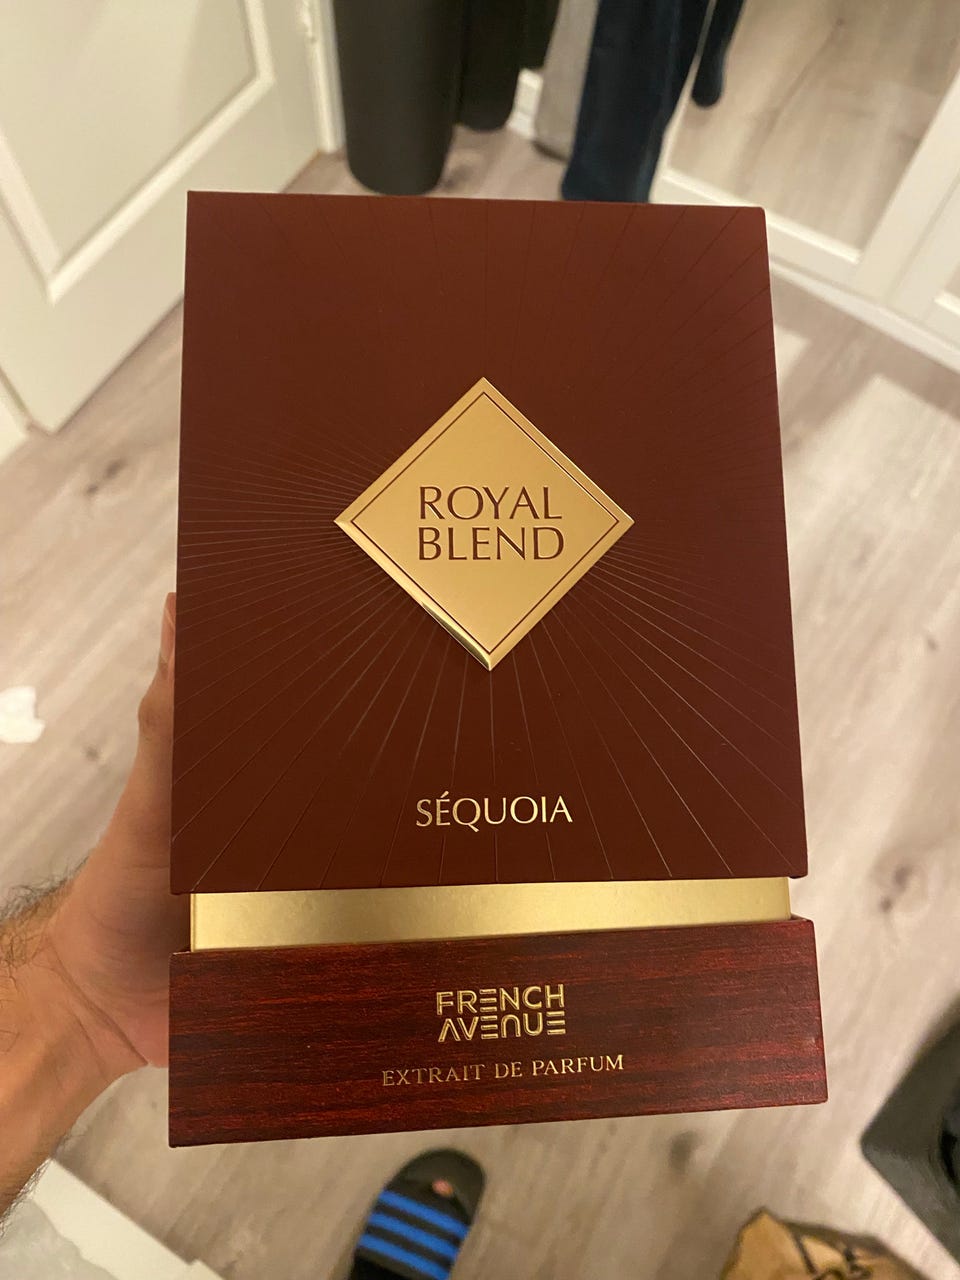 ROYAL
BLEND
SÉQUOIA
FRENCH
AVENUE
EXTRAIT DE PARFUM